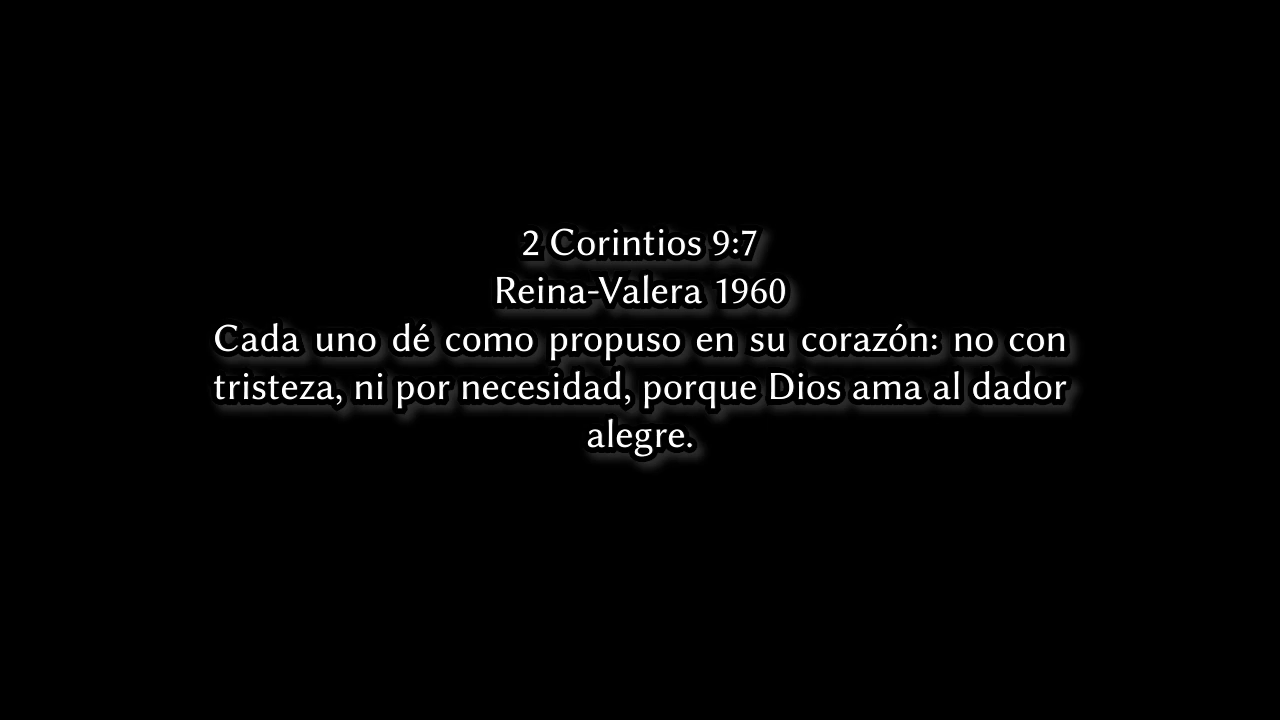 2 Corintios 9:7
Reina-Valera 1960
Cada uno dé como propuso en su corazón: no con
tristeza, ni por necesidad, porque Dios ama al dador
alegre.